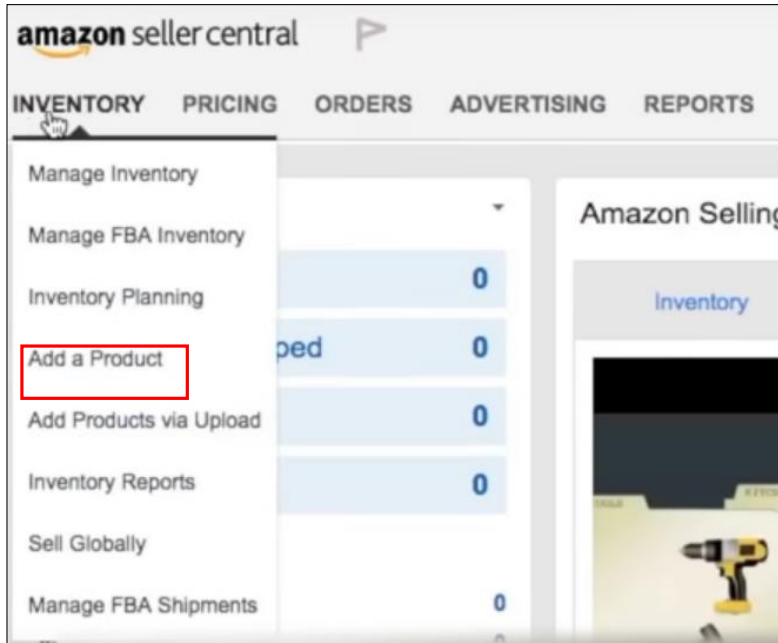 amazon seller central
INVENTORY PRICING ORDERS ADVERTISING REPORTS
Manage Inventory
Manage FBA Inventory
Inventory Planning
Add a Product
Add Products via Upload
Inventory Reports
Sell Globally
Manage FBA Shipments
0
ped 0
0
0
0
Amazon Selling
Inventory